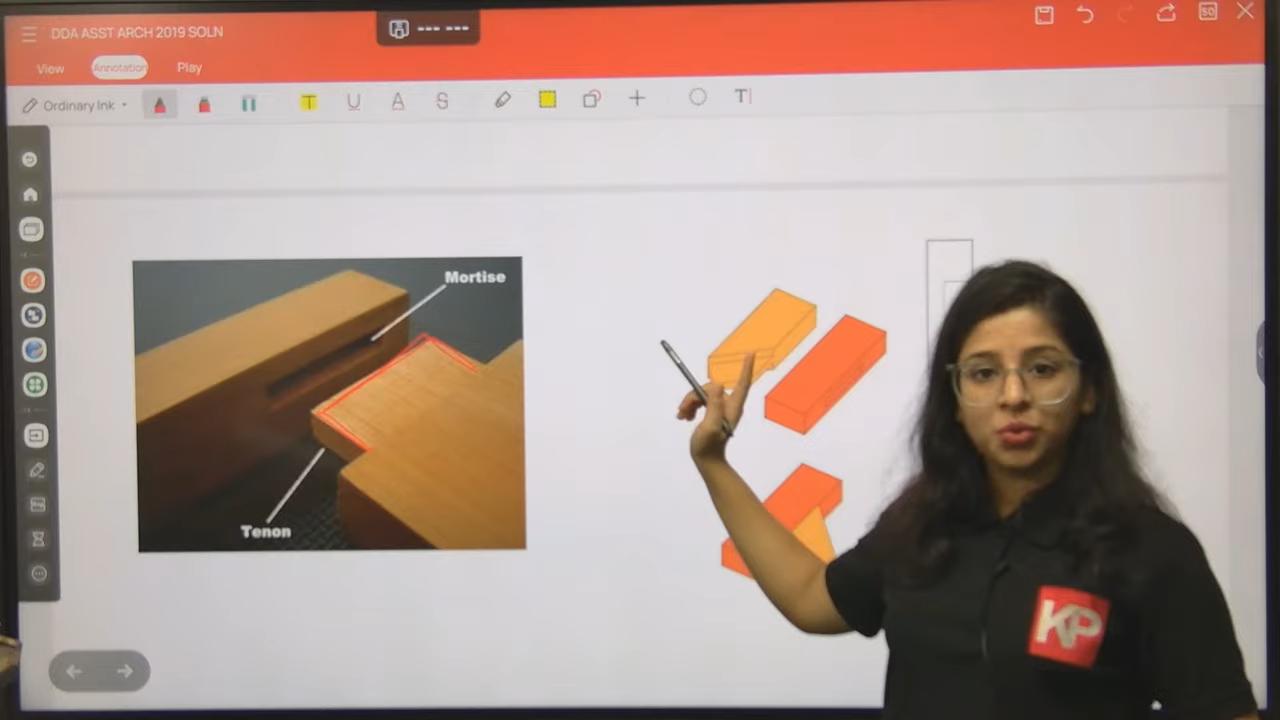 DDA ASST ARCH 2019 SOLN
View Annotation Play
Ordinary Ink T U A S T
Mortise
Tenon
KP